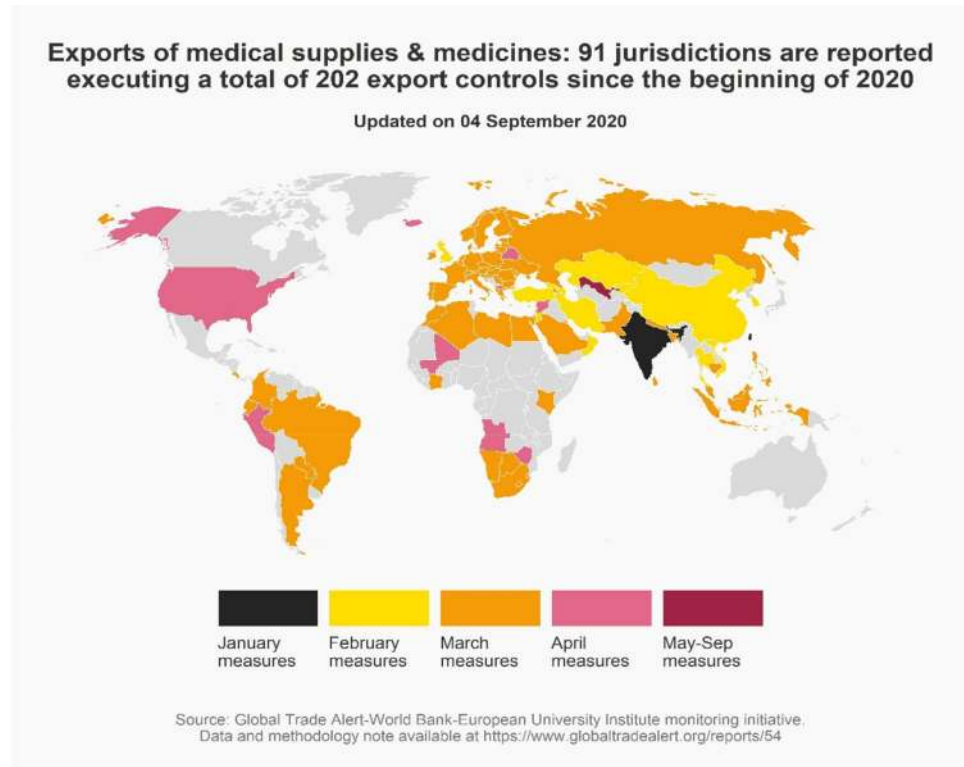 Exports of medical supplies & medicines: 91 jurisdictions are reported
executing a total of 202 export controls since the beginning of 2020
Updated on 04 September 2020
January measures
February measures
March measures
April measures
May-Sep measures
Source: Global Trade Alert-World Bank-European University Institute monitoring initiative.
Data and methodology note available at https://www.globaltradealert.org/reports/54